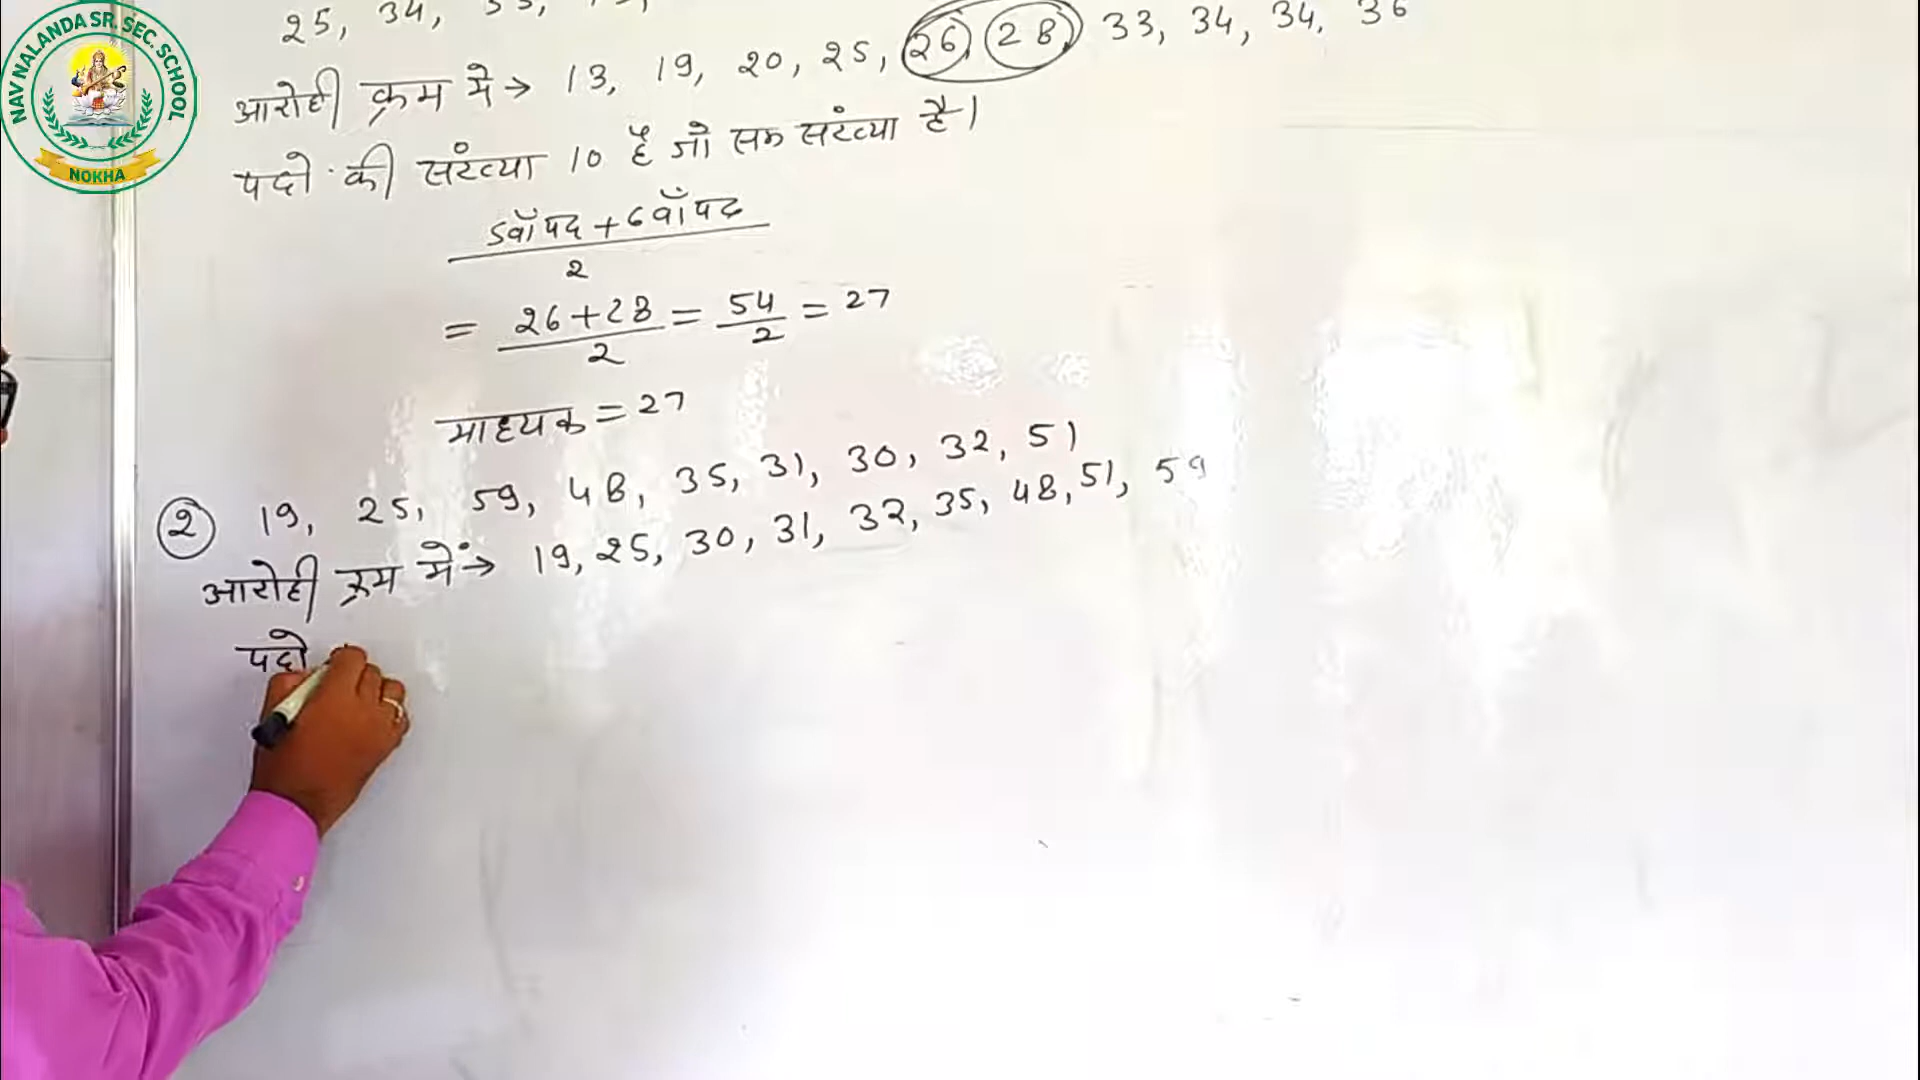 NAV NALANDA SR. SEC. SCHOOL
NOKHA
25, 34,
आरोही क्रम मे → 13, 19, 20, 25, 26, 28, 33, 34, 34, 36
पदो की संख्या 10 है जो सम संख्या है।
5वाँ पद + 6वाँ पद
2
= 26+28 = 54 = 27
2 2
माध्यक = 27
2 19, 25, 59, 48, 35, 31, 30, 32, 51
आरोही क्रम में → 19, 25, 30, 31, 32, 35, 48, 51, 59
पदो